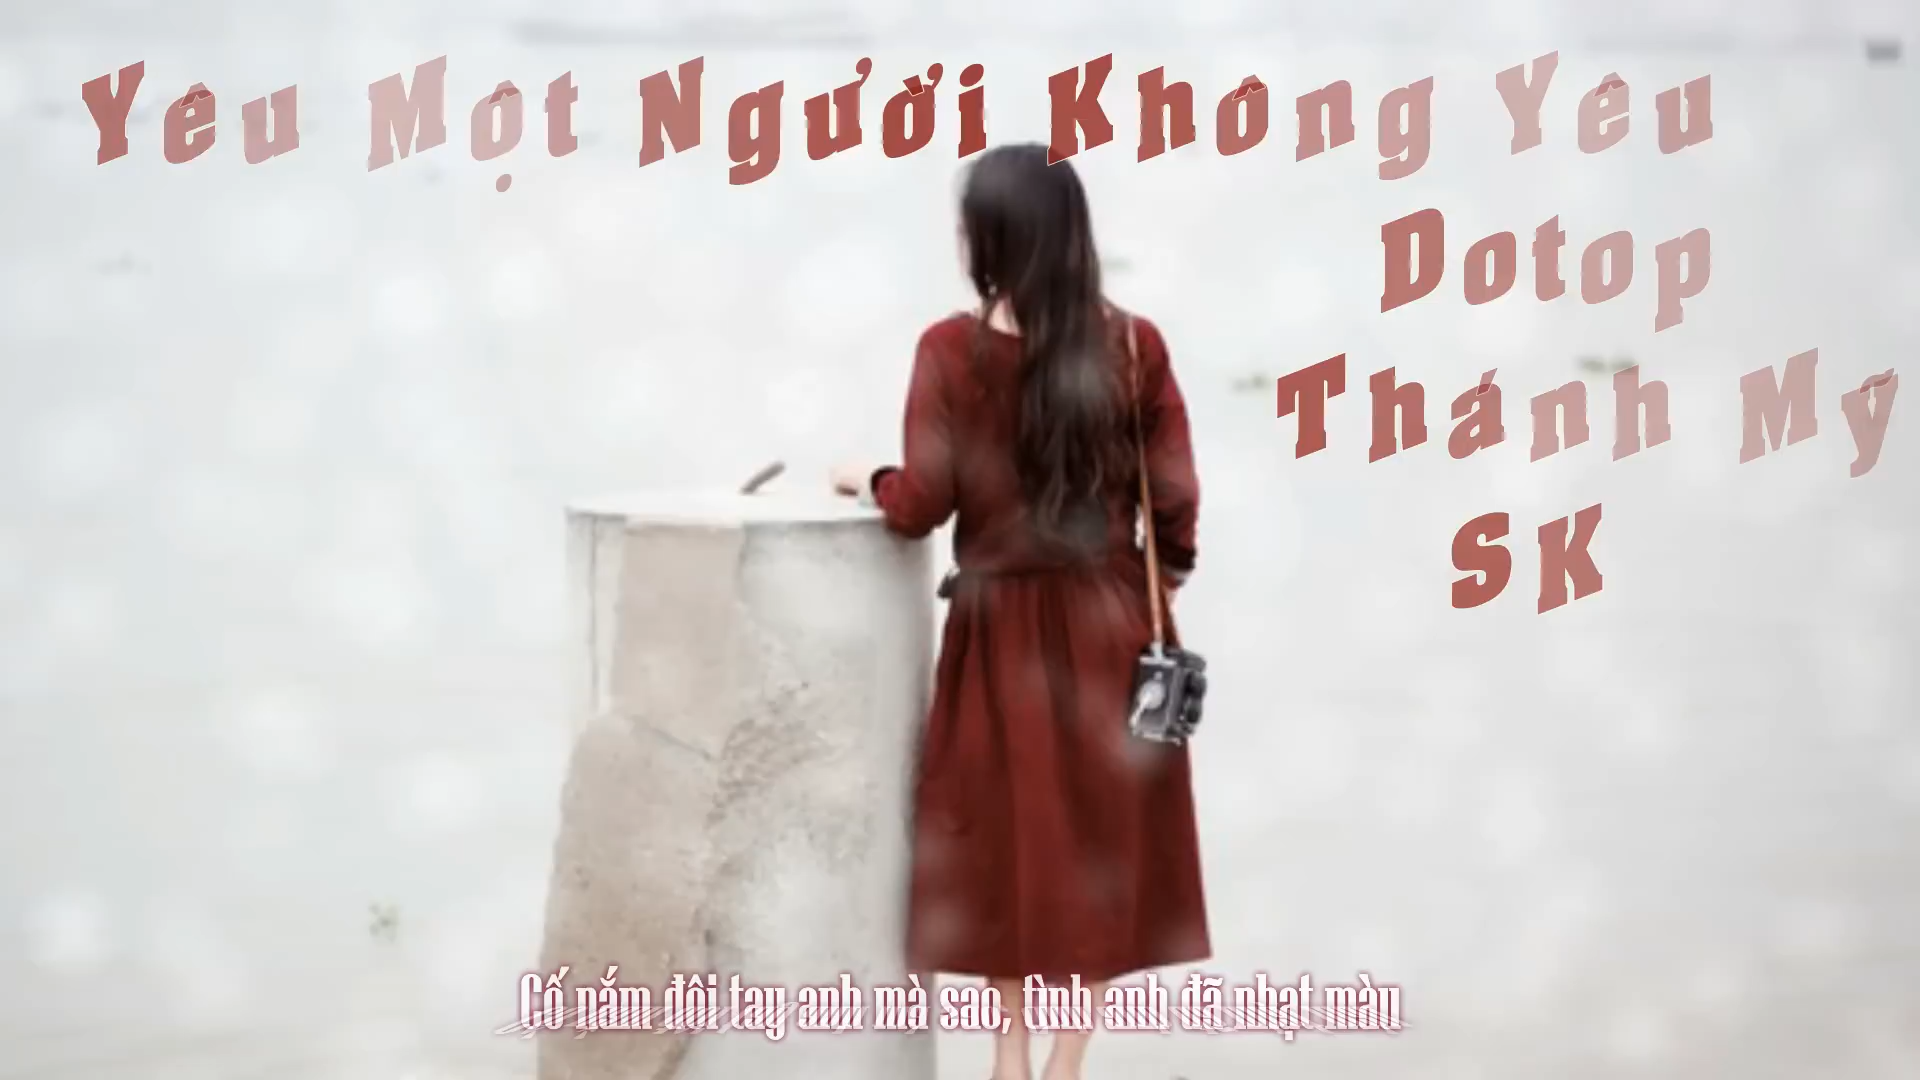 Yêu Một Người Không Yêu
Dotop
Thánh Mỹ
SK
Cố nắm đôi tay anh mà sao, tình anh đã nhạt màu